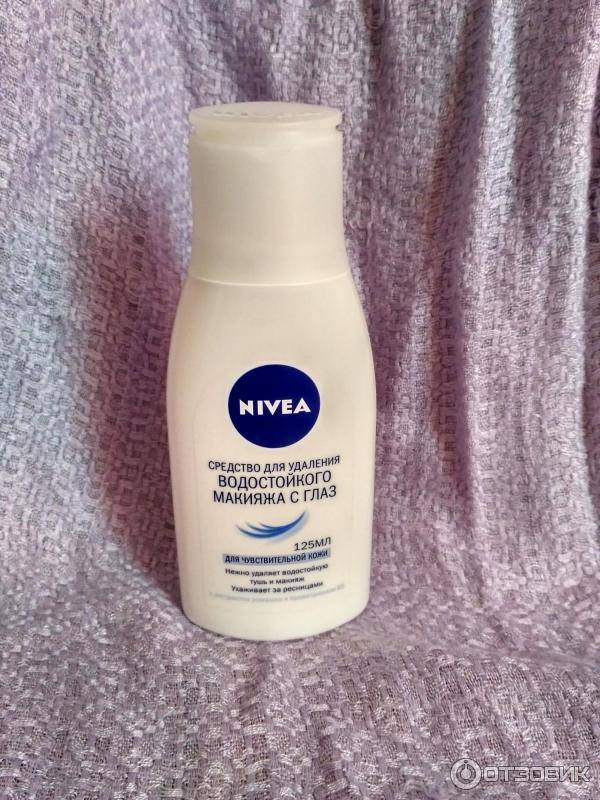 NIVEA
NIVEA
СРЕДСТВО ДЛЯ УДАЛЕНИЯ
ВОДОСТОЙКОГО
МАКИЯЖА С ГЛАЗ
125МЛ
ДЛЯ ЧУВСТВИТЕЛЬНОЙ КОЖИ
Нежно удаляет водостойкую
тушь и макияж
Ухаживает за ресницами
ОТЗОВИК